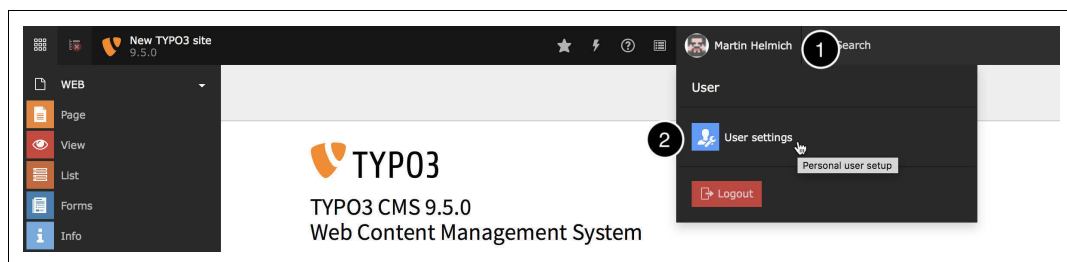 New TYPO3 site
9.5.0
Martin Helmich
1
Search
WEB
Page
View
List
Forms
Info
TYPO3
TYPO3 CMS 9.5.0
Web Content Management System
User
2
User settings
Personal user setup
Logout